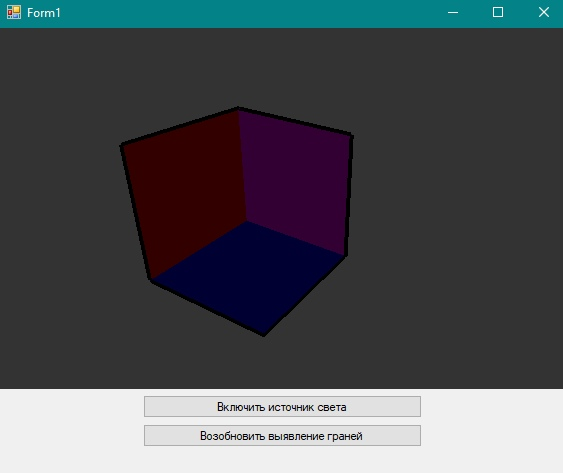 Form1
Включить источник света
Возобновить выявление граней